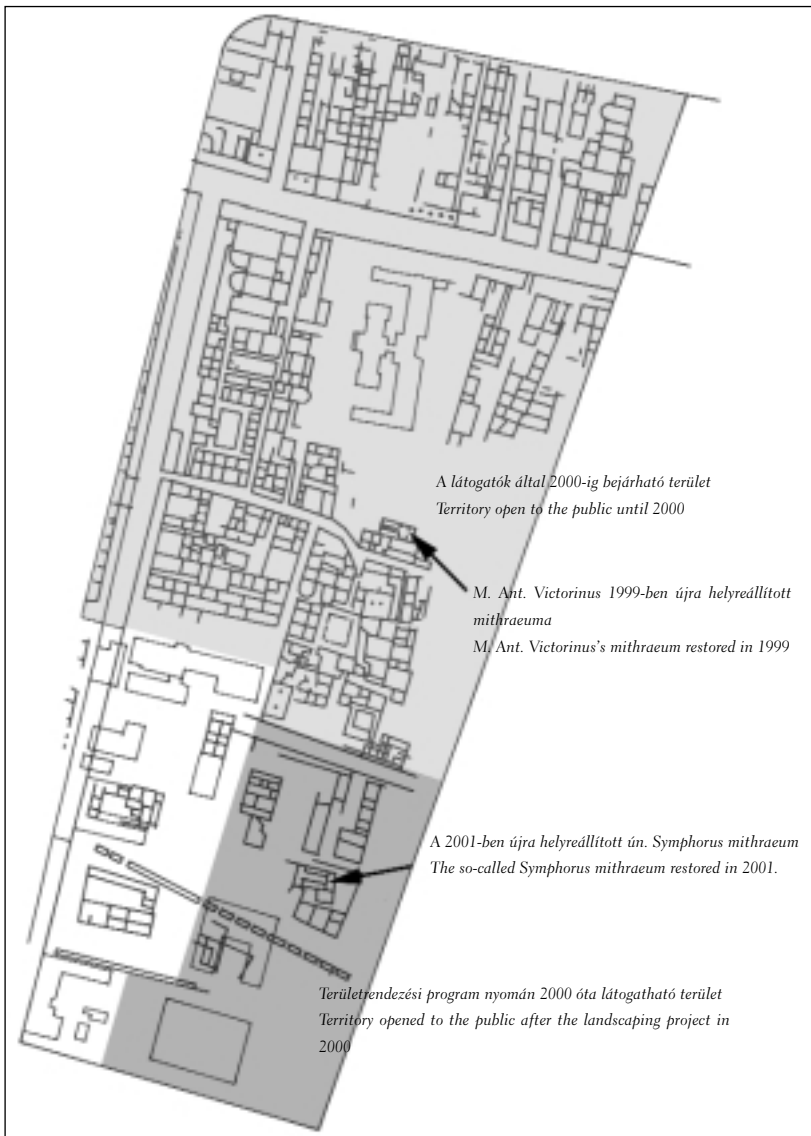 A látogatók által 2000-ig bejárható terület
Territory open to the public until 2000
M. Ant. Victorinus 1999-ben újra helyreállított
mithraeuma
M. Ant. Victorinus's mithraeum restored in 1999
A 2001-ben újra helyreállított ún. Symphorus mithraeum
The so-called Symphorus mithraeum restored in 2001.
Területrendezési program nyomán 2000 óta látogatható terület
Territory opened to the public after the landscaping project in
2000